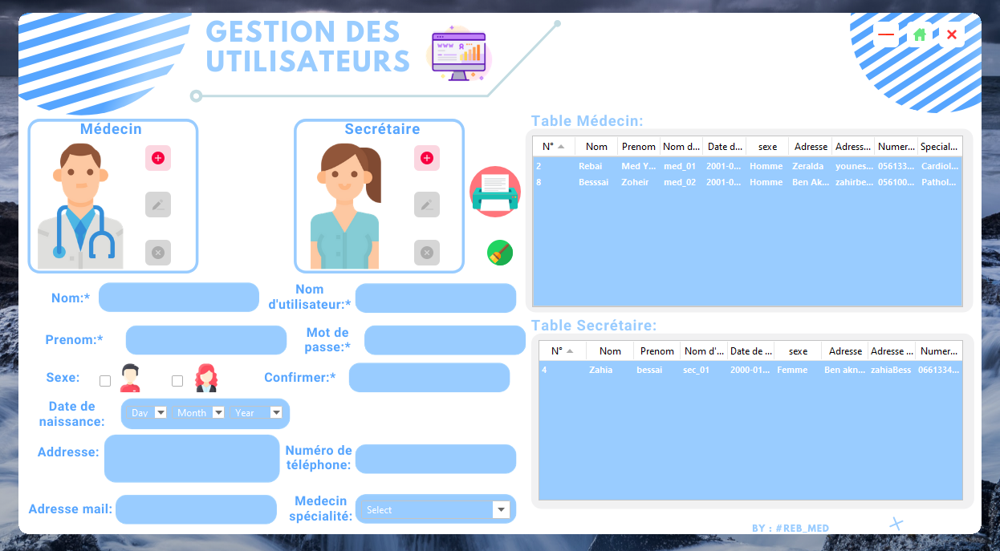 GESTION DES
UTILISATEURS
Médecin
Secrétaire
Nom:*
Nom
d'utilisateur:*
Prenom:*
Mot de
passe:*
Sexe:
Confirmer:*
Date de
naissance:
Day Month Year
Addresse:
Numéro de
téléphone:
Adresse mail:
Medecin
spécialité:
Select
Table Médecin:
N° Nom Prenom Nom d... Date d... sexe Adresse Adress... Numer... Special...
2 Rebai Med Y... med_01 2001-0... Homme Zeralda younes... 056133... Cardiol...
8 Besssai Zoheir med_02 2001-0... Homme Ben Ak... zahirbe... 056100... Pathol...
Table Secrétaire:
N° Nom Prenom Nom d'... Date de ... sexe Adresse Adresse ... Numer...
4 Zahia bessai sec_01 2000-01... Femme Ben akn... zahiaBess 0661334...
BY : #REB_MED